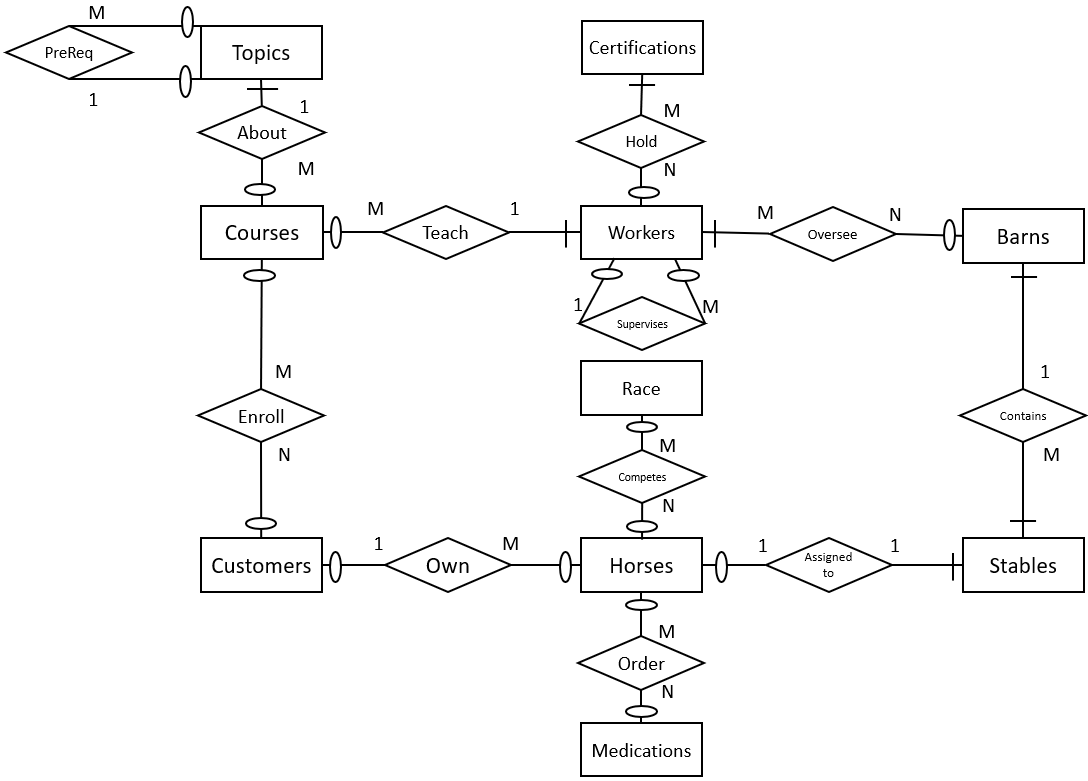 M
PreReq
Topics
1
1
About
M
Certifications
M
Hold
N
Courses
M
Teach
1
Workers
M
Oversee
N
Barns
1
M
Supervises
Race
M
Competes
N
M
Enroll
N
1
Contains
M
Customers
1
Own
M
Horses
1
Assigned
to
1
Stables
M
Order
N
Medications